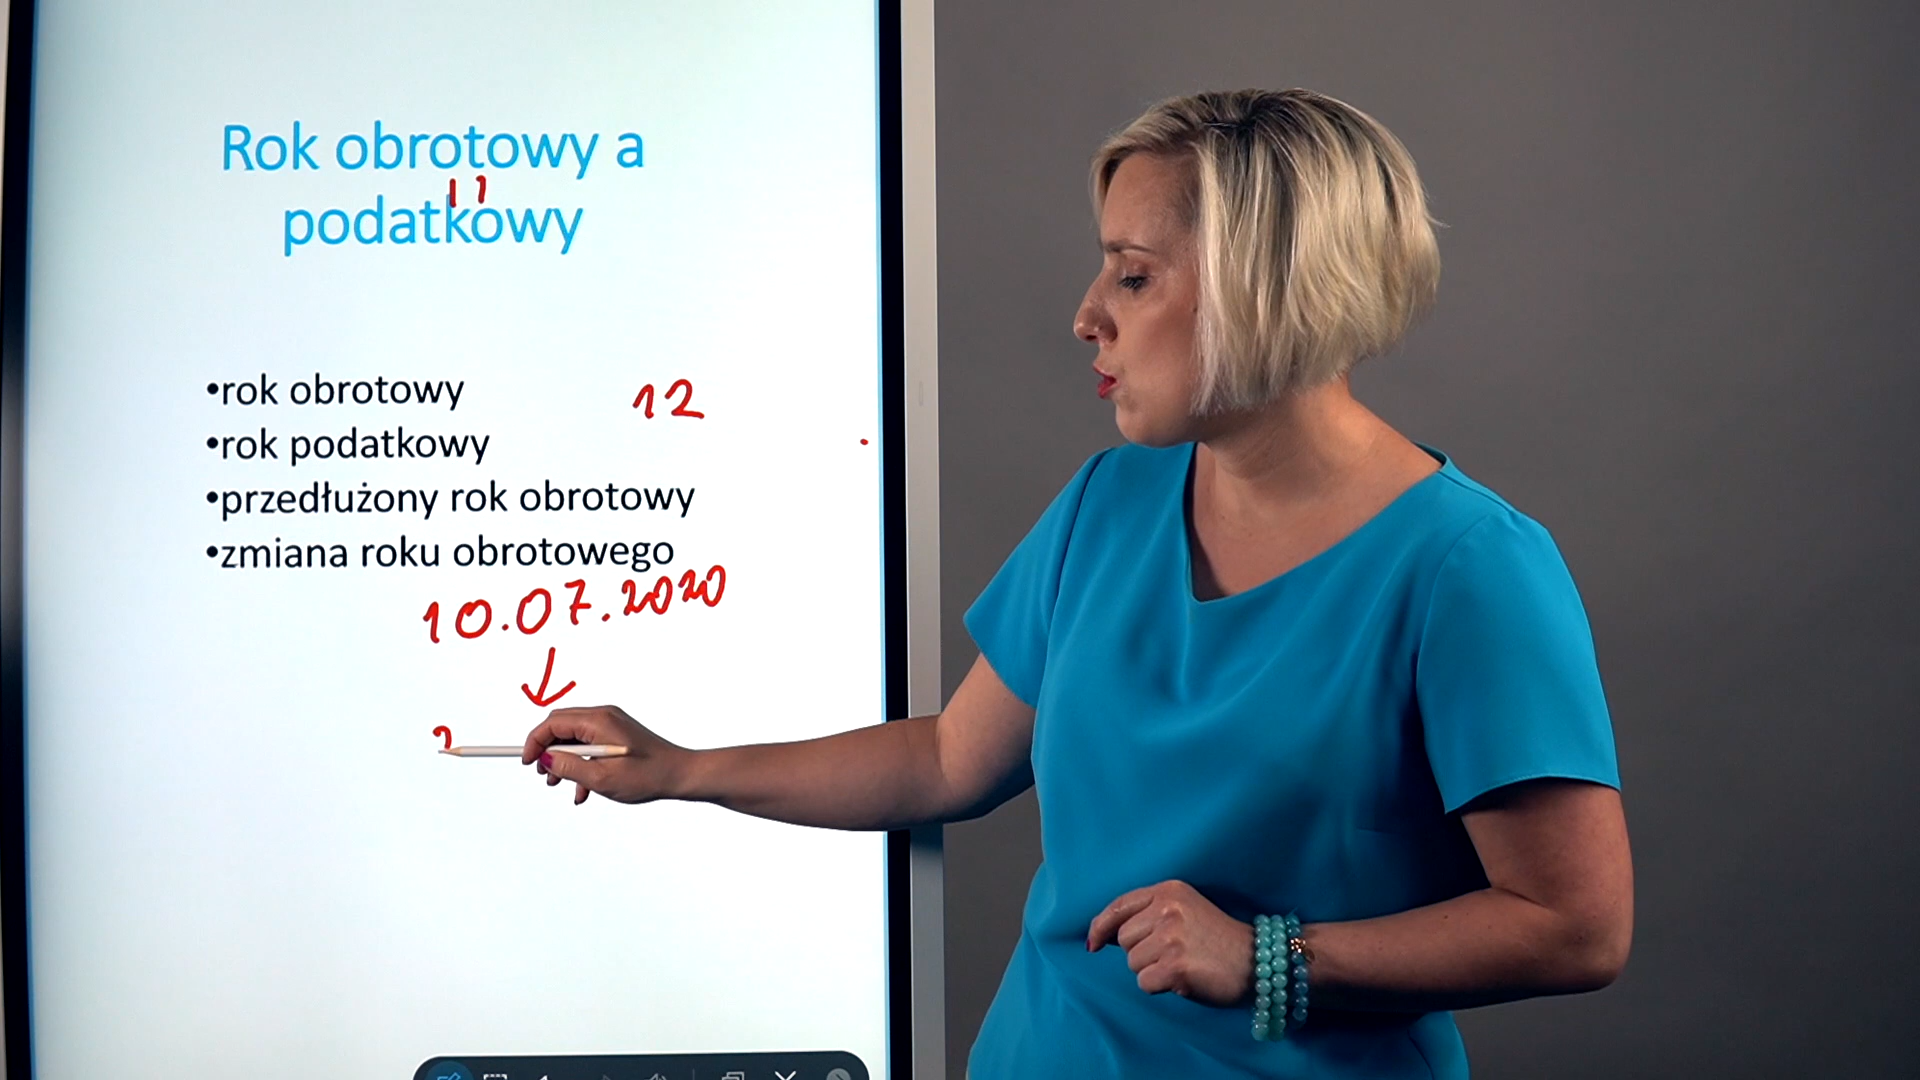 Rok obrotowy a
podatkowy
•rok obrotowy 12
•rok podatkowy
•przedłużony rok obrotowy
•zmiana roku obrotowego
10.07.2020